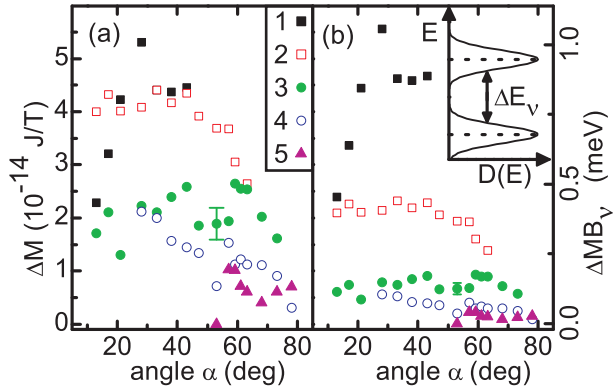 (a)
1
2
3
4
5
5
4
3
2
1
0
ΔM (10⁻¹⁴ J/T)
20 40 60 80
angle α (deg)
(b)
E
ΔE_ν
D(E)
1.0
0.5
0.0
ΔMB_ν (meV)
20 40 60 80
angle α (deg)